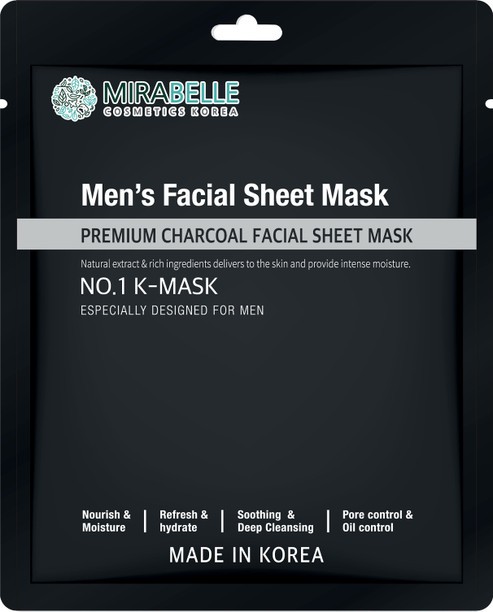 MIRABELLE
COSMETICS KOREA
Men's Facial Sheet Mask
PREMIUM CHARCOAL FACIAL SHEET MASK
Natural extract & rich ingredients delivers to the skin and provide intense moisture.
NO.1 K-MASK
ESPECIALLY DESIGNED FOR MEN
Nourish &
Moisture
Refresh &
hydrate
Soothing &
Deep Cleansing
Pore control &
Oil control
MADE IN KOREA